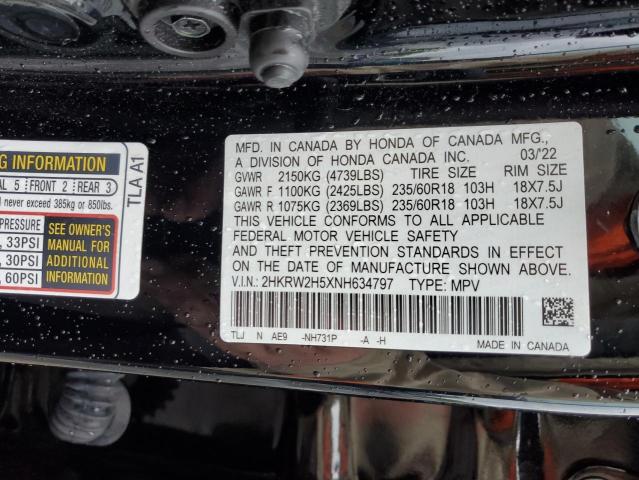 G INFORMATION
AL 5 FRONT 2 REAR 3
never exceed 385kg or 850lbs.
PRESSURE
, 33PSI
, 30PSI
, 60PSI
SEE OWNER'S
MANUAL FOR
ADDITIONAL
INFORMATION
TLA A1
MFD. IN CANADA BY HONDA OF CANADA MFG.,
A DIVISION OF HONDA CANADA INC. 03/'22
GVWR 2150KG (4739LBS) TIRE SIZE RIM SIZE
GAWR F 1100KG (2425LBS) 235/60R18 103H 18X7.5J
GAWR R 1075KG (2369LBS) 235/60R18 103H 18X7.5J
THIS VEHICLE CONFORMS TO ALL APPLICABLE
FEDERAL MOTOR VEHICLE SAFETY
AND THEFT PREVENTION STANDARDS IN EFFECT
ON THE DATE OF MANUFACTURE SHOWN ABOVE.
V.I.N.: 2HKRW2H5XNH634797 TYPE: MPV
TLJ N AE9 -NH731P -A -H
MADE IN CANADA